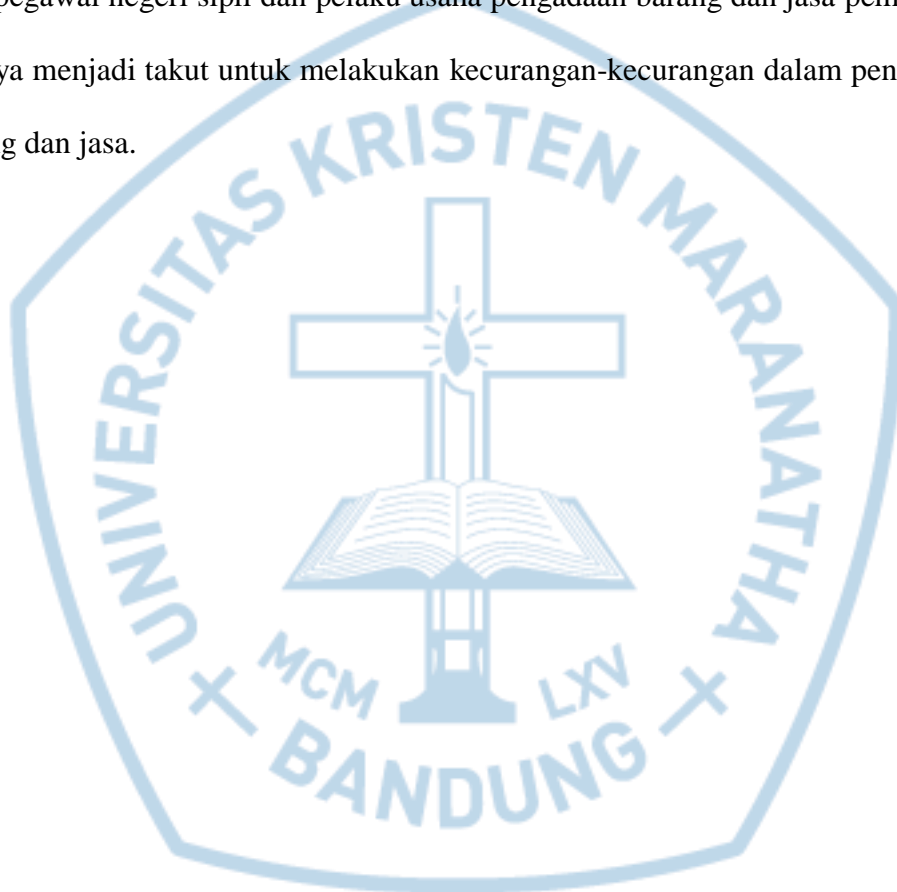 pegawai negeri sipil dan pelaku usaha pengadaan barang dan jasa pem
ya menjadi takut untuk melakukan kecurangan-kecurangan dalam pen
g dan jasa.
UNIVERSITAS KRISTEN MARANATHA
MCM LXV
BANDUNG